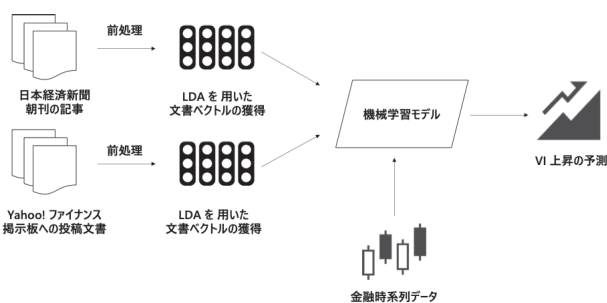 前処理
日本経済新聞
朝刊の記事
LDA を 用いた
文書ベクトルの獲得
機械学習モデル
VI 上昇の予測
前処理
Yahoo! ファイナンス
掲示板への投稿文書
LDA を 用いた
文書ベクトルの獲得
金融時系列データ